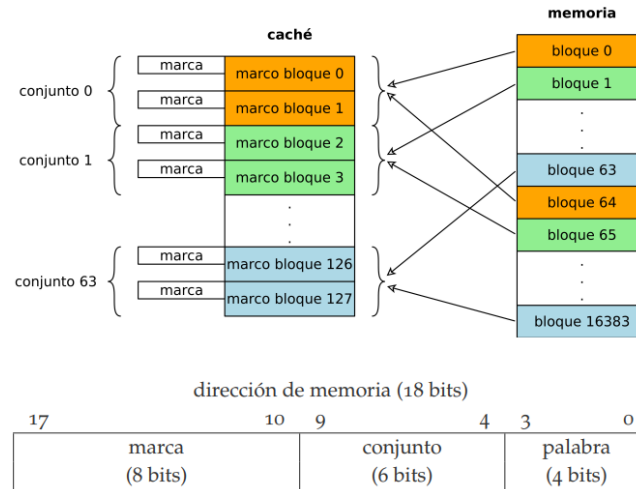 caché
marca
marco bloque 0
conjunto 0
marca
marco bloque 1
marca
marco bloque 2
conjunto 1
marca
marco bloque 3
.
.
.
marca
marco bloque 126
conjunto 63
marca
marco bloque 127
memoria
bloque 0
bloque 1
.
.
.
bloque 63
bloque 64
bloque 65
.
.
.
bloque 16383
dirección de memoria (18 bits)
17 10 9 4 3 0
marca conjunto palabra
(8 bits) (6 bits) (4 bits)